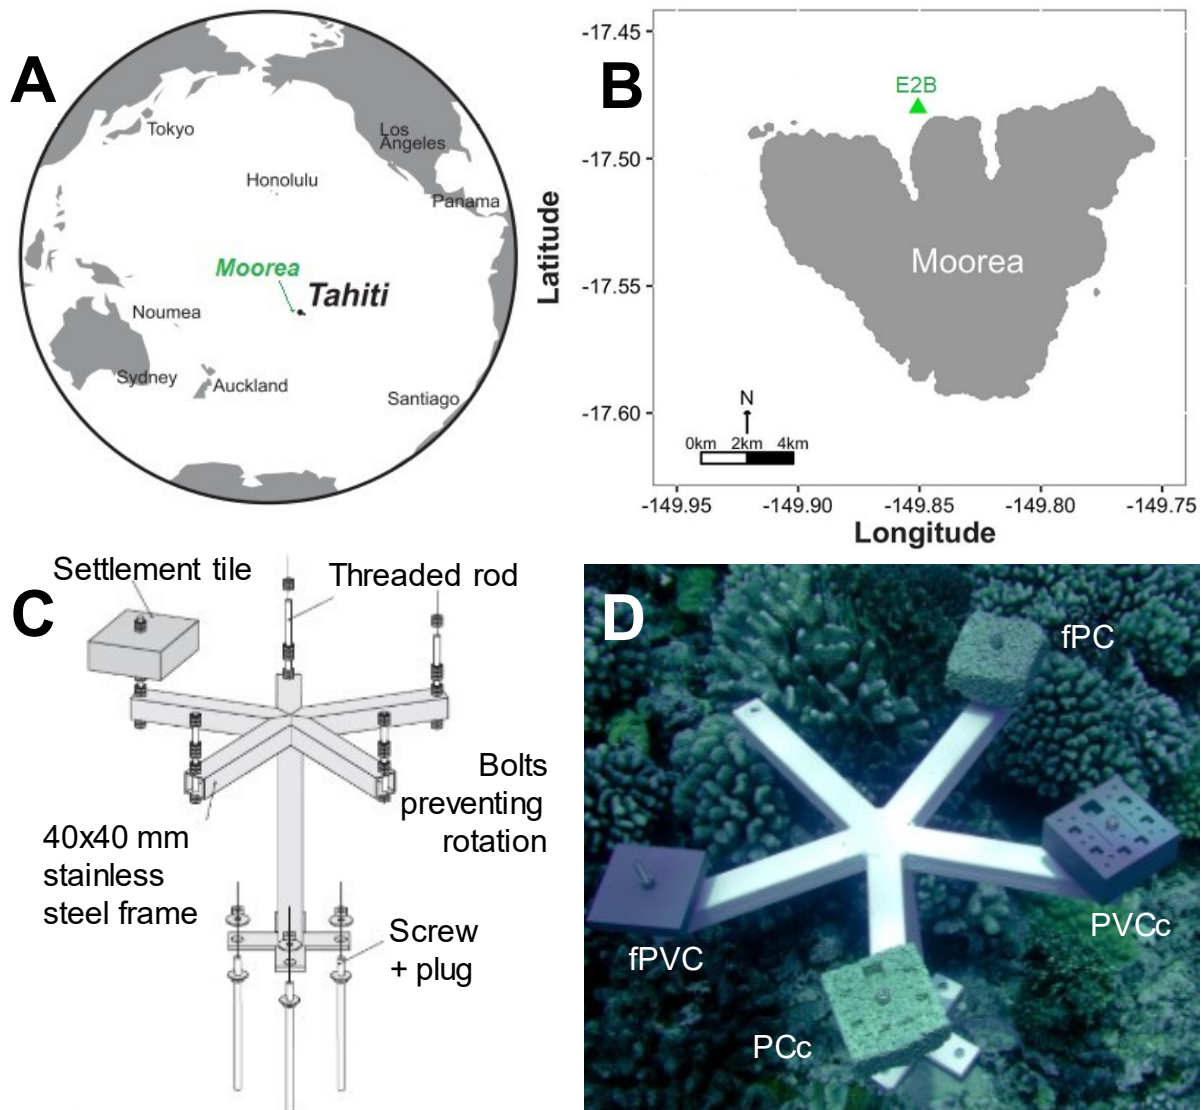 A
Tokyo
Los
Angeles
Honolulu
Panama
Moorea
Tahiti
Noumea
Sydney
Auckland
Santiago
B
-17.45
E2B
-17.50
Latitude
Moorea
-17.55
N
-17.60
0km 2km 4km
-149.95 -149.90 -149.85 -149.80 -149.75
Longitude
C
Settlement tile
Threaded rod
Bolts
preventing
rotation
40x40 mm
stainless
steel frame
Screw
+ plug
D
fPC
PVCc
fPVC
PCc